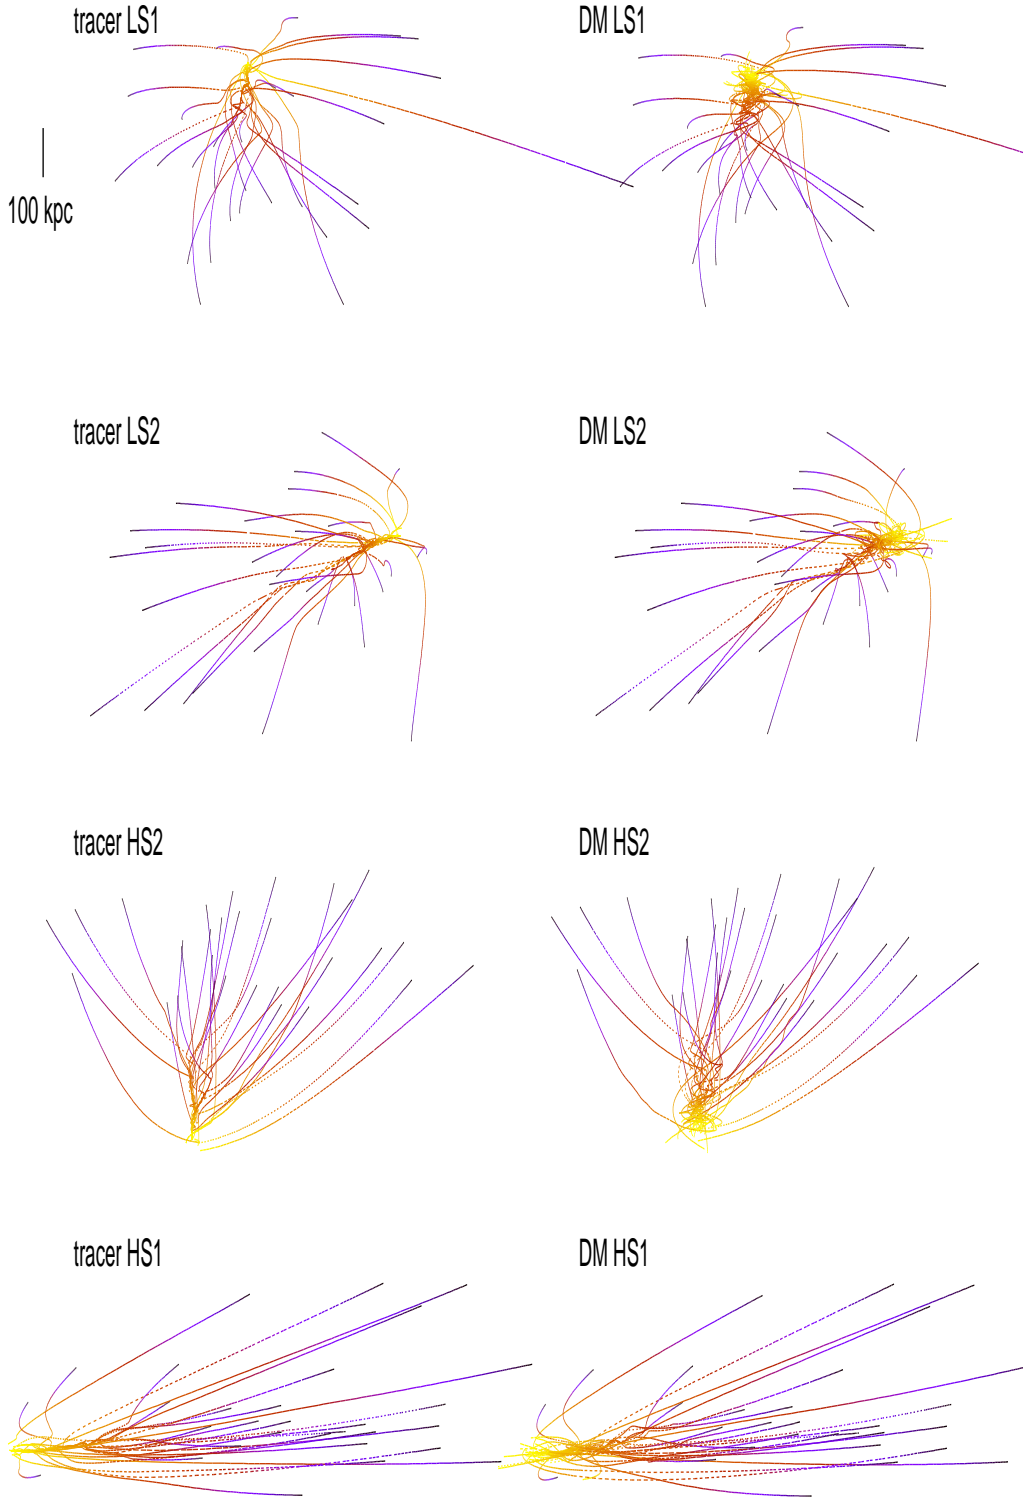 tracer LS1
DM LS1
100 kpc
tracer LS2
DM LS2
tracer HS2
DM HS2
tracer HS1
DM HS1